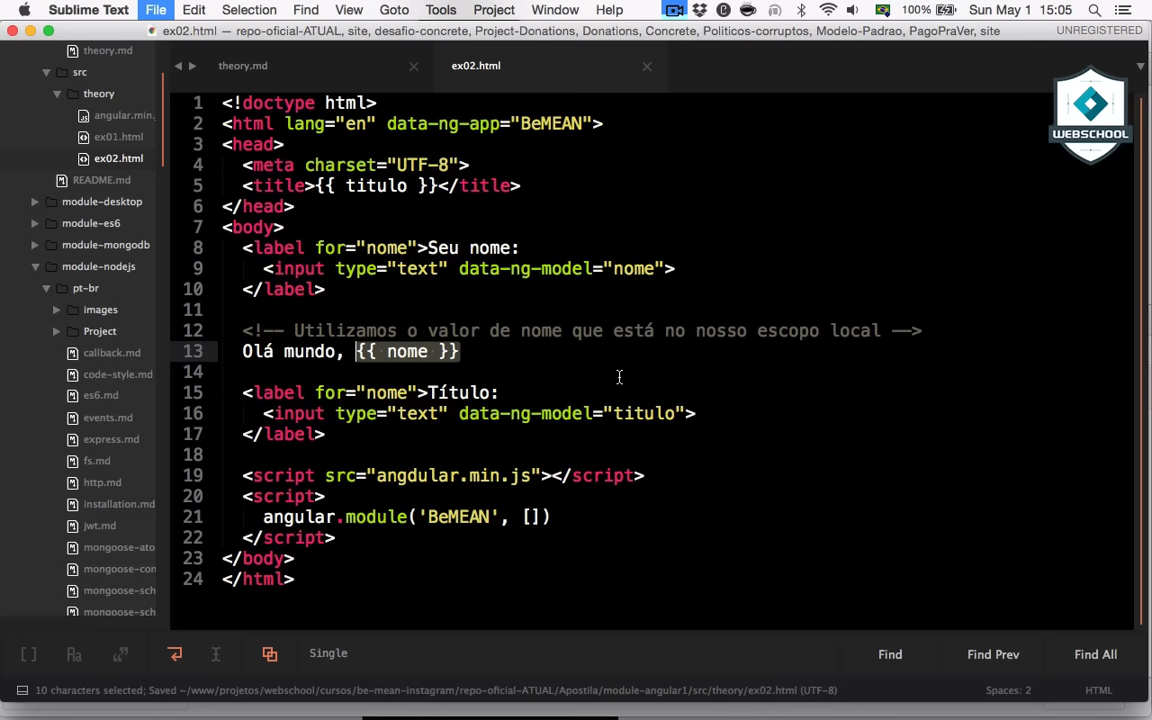 Sublime Text File Edit Selection Find View Goto Tools Project Window Help 100% Sun May 1 15:05
ex02.html — repo-oficial-ATUAL, site, desafio-concrete, Project-Donations, Donations, Concrete, Politicos-corruptos, Modelo-Padrao, PagoPraVer, site UNREGISTERED
theory.md
src
theory
angular.min.
ex01.html
ex02.html
README.md
module-desktop
module-es6
module-mongodb
module-nodejs
pt-br
images
Project
callback.md
code-style.md
es6.md
events.md
express.md
fs.md
http.md
installation.md
jwt.md
mongoose-ato
mongoose-con
mongoose-sch
mongoose-sch
theory.md ex02.html
WEBSCHOOL
1 <!doctype html>
2 <html lang="en" data-ng-app="BeMEAN">
3 <head>
4 <meta charset="UTF-8">
5 <title>{{ titulo }}</title>
6 </head>
7 <body>
8 <label for="nome">Seu nome:
9 <input type="text" data-ng-model="nome">
10 </label>
11
12 <!-- Utilizamos o valor de nome que está no nosso escopo local -->
13 Olá mundo, {{ nome }}
14
15 <label for="nome">Título:
16 <input type="text" data-ng-model="titulo">
17 </label>
18
19 <script src="angdular.min.js"></script>
20 <script>
21 angular.module('BeMEAN', [])
22 </script>
23 </body>
24 </html>
Single Find Find Prev Find All
10 characters selected; Saved ~/www/projetos/webschool/cursos/be-mean-instagram/repo-oficial-ATUAL/Apostila/module-angular1/src/theory/ex02.html (UTF-8) Spaces: 2 HTML